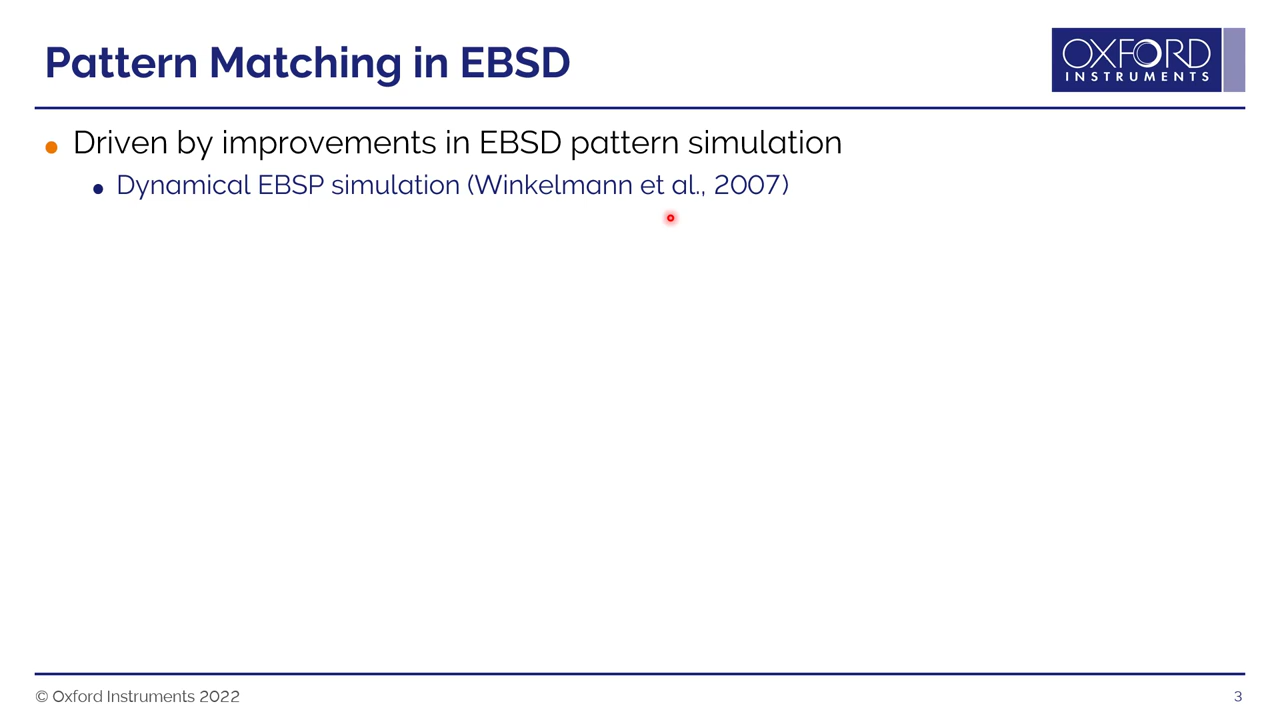 Pattern Matching in EBSD
OXFORD
INSTRUMENTS
Driven by improvements in EBSD pattern simulation
Dynamical EBSP simulation (Winkelmann et al., 2007)
© Oxford Instruments 2022
3